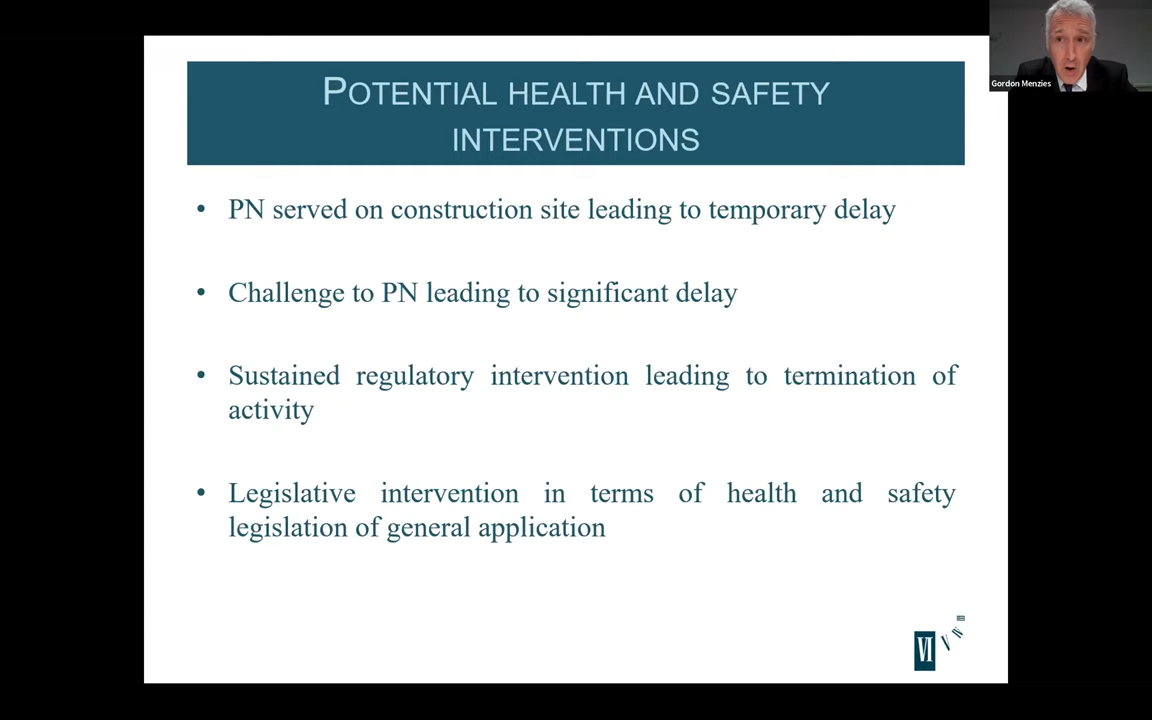 POTENTIAL HEALTH AND SAFETY
INTERVENTIONS
Gordon Menzies
• PN served on construction site leading to temporary delay
• Challenge to PN leading to significant delay
• Sustained regulatory intervention leading to termination of
activity
• Legislative intervention in terms of health and safety
legislation of general application
VI